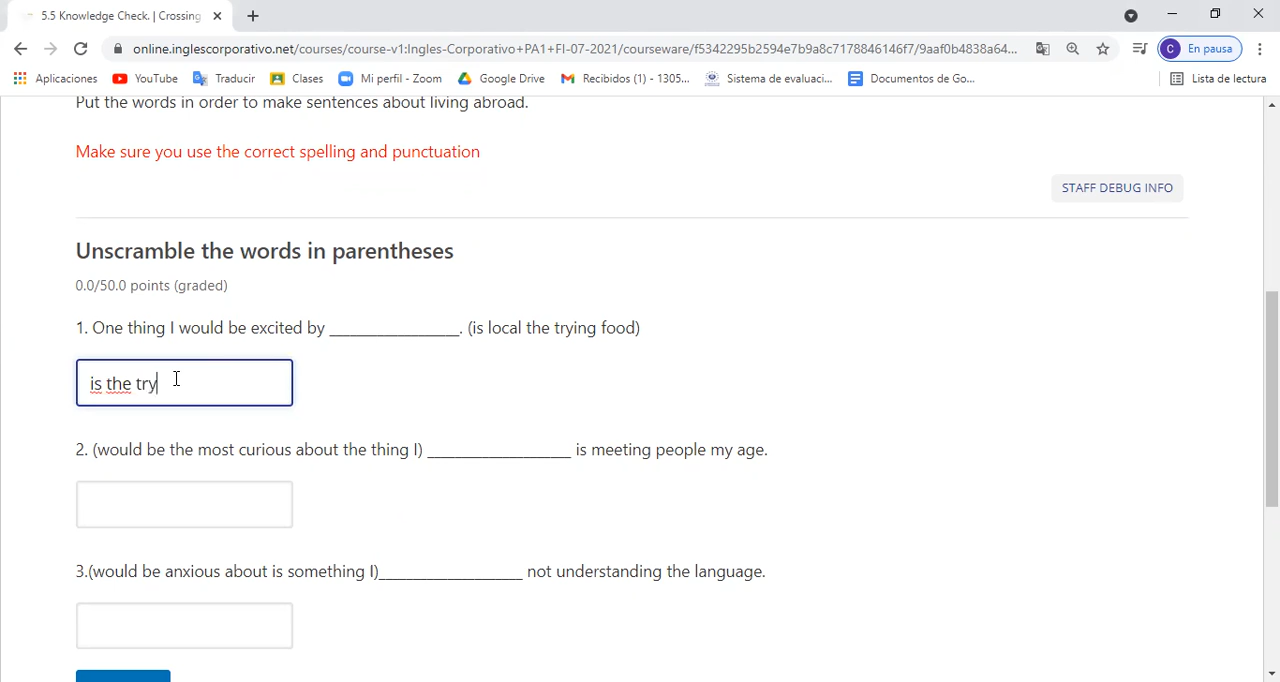 5.5 Knowledge Check. | Crossing
online.inglescorporativo.net/courses/course-v1:Ingles-Corporativo+PA1+FI-07-2021/courseware/f5342295b2594e7b9a8c7178846146f7/9aaf0b4838a64...
C En pausa
Aplicaciones YouTube Traducir Clases Mi perfil - Zoom Google Drive Recibidos (1) - 1305... Sistema de evaluaci... Documentos de Go... Lista de lectura
Put the words in order to make sentences about living abroad.
Make sure you use the correct spelling and punctuation
STAFF DEBUG INFO
Unscramble the words in parentheses
0.0/50.0 points (graded)
1. One thing I would be excited by ________________. (is local the trying food)
is the try
2. (would be the most curious about the thing I) __________________ is meeting people my age.
3.(would be anxious about is something I)__________________ not understanding the language.